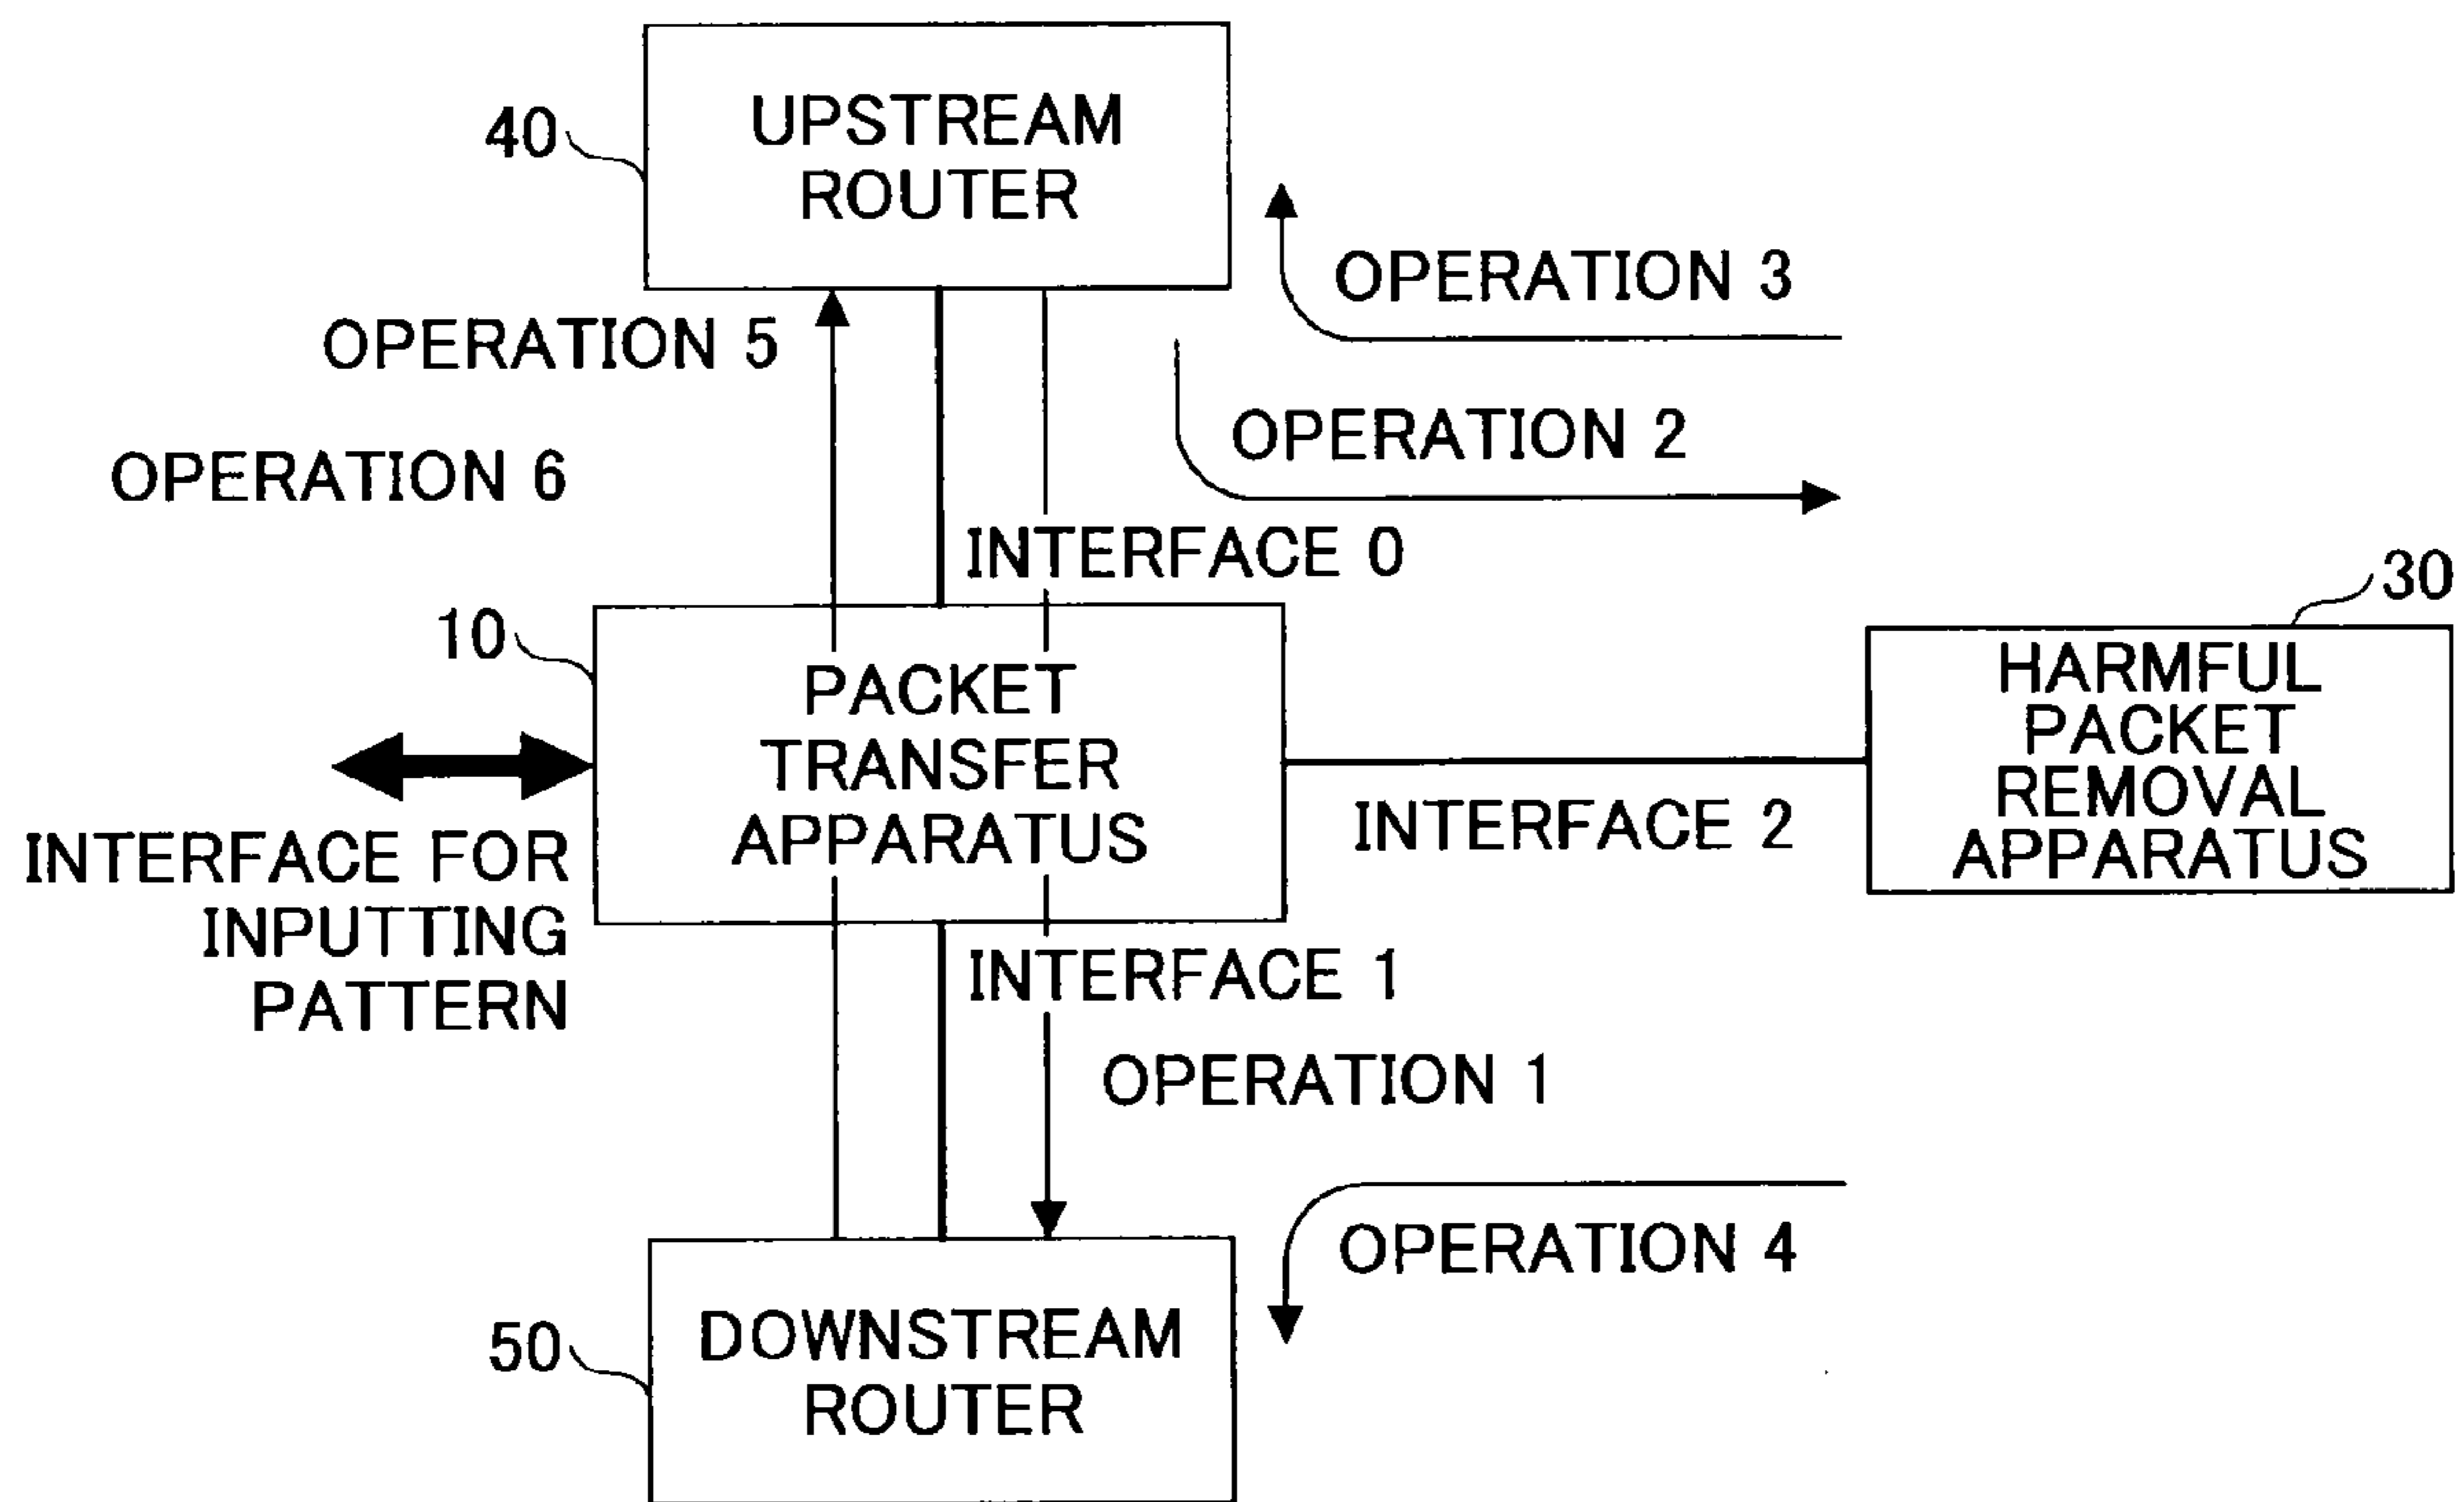 40
UPSTREAM
ROUTER
OPERATION 3
OPERATION 5
OPERATION 2
OPERATION 6
INTERFACE 0
30
10
PACKET
TRANSFER
APPARATUS
HARMFUL
PACKET
REMOVAL
APPARATUS
INTERFACE 2
INTERFACE FOR
INPUTTING
PATTERN
INTERFACE 1
OPERATION 1
OPERATION 4
50
DOWNSTREAM
ROUTER